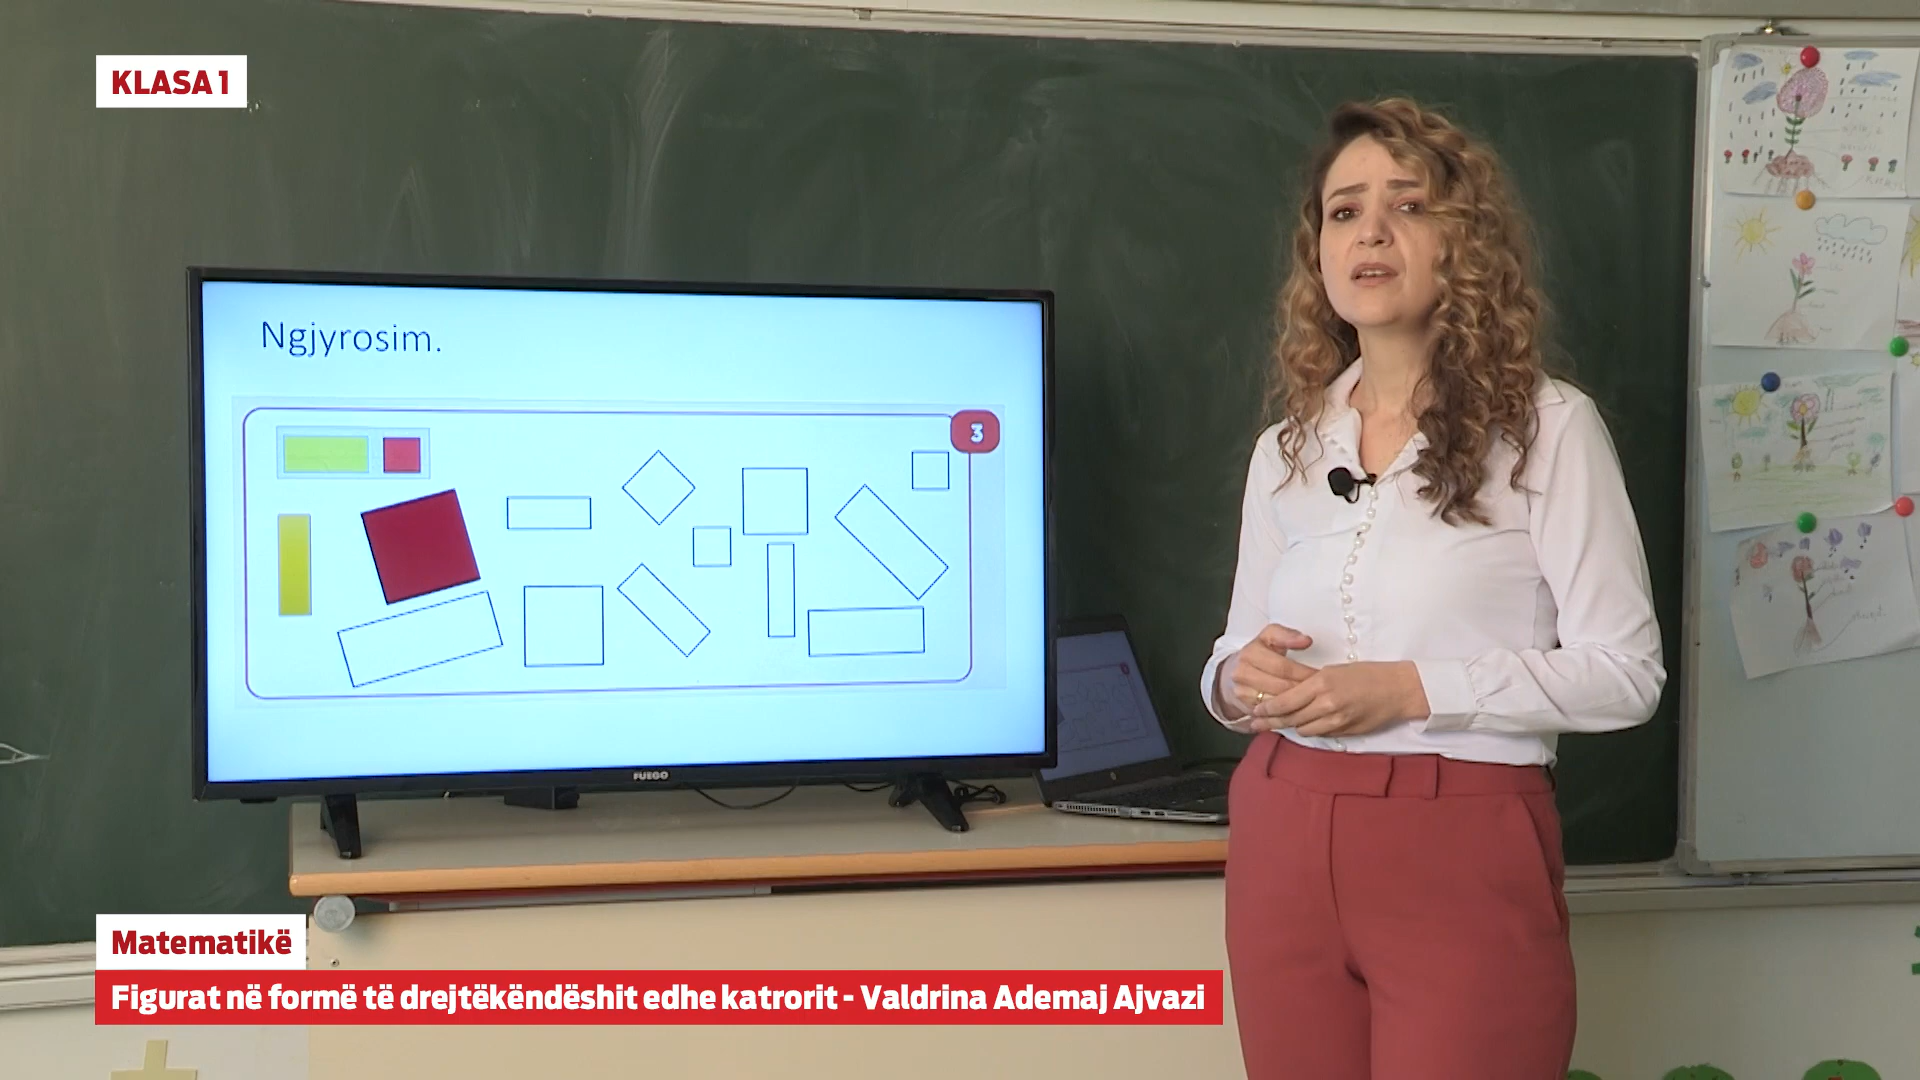 KLASA 1
Ngjyrosim.
3
FUEGO
Matematikë
Figurat në formë të drejtëkëndëshit edhe katrorit - Valdrina Ademaj Ajvazi